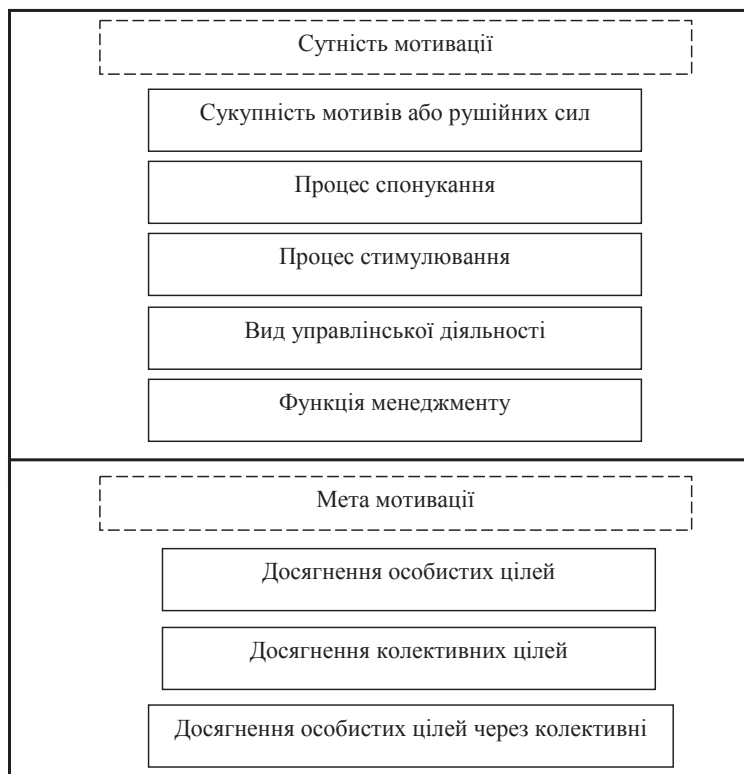 Сутність мотивації
Сукупність мотивів або рушійних сил
Процес спонукання
Процес стимулювання
Вид управлінської діяльності
Функція менеджменту
Мета мотивації
Досягнення особистих цілей
Досягнення колективних цілей
Досягнення особистих цілей через колективні